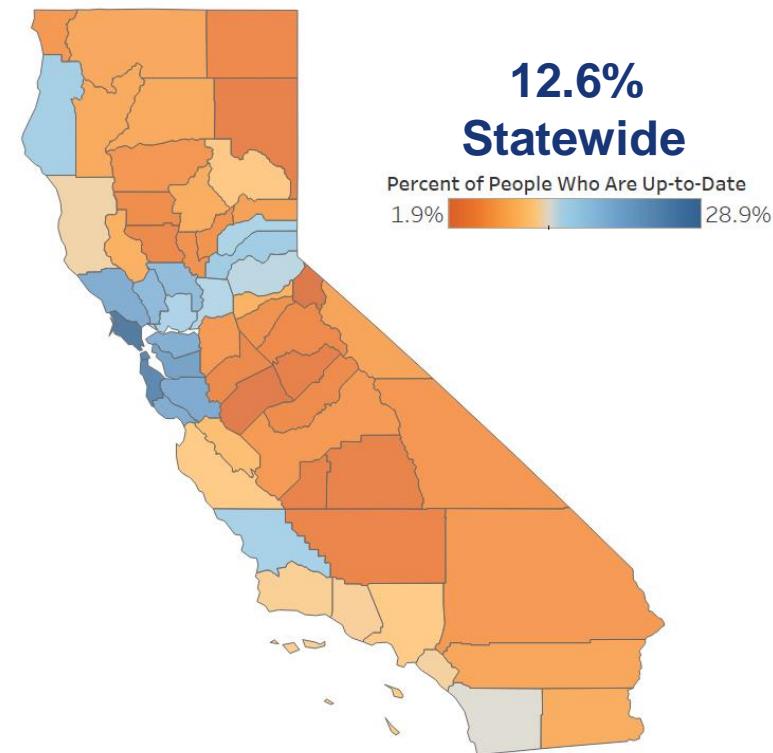 12.6%
Statewide
Percent of People Who Are Up-to-Date
1.9%
28.9%